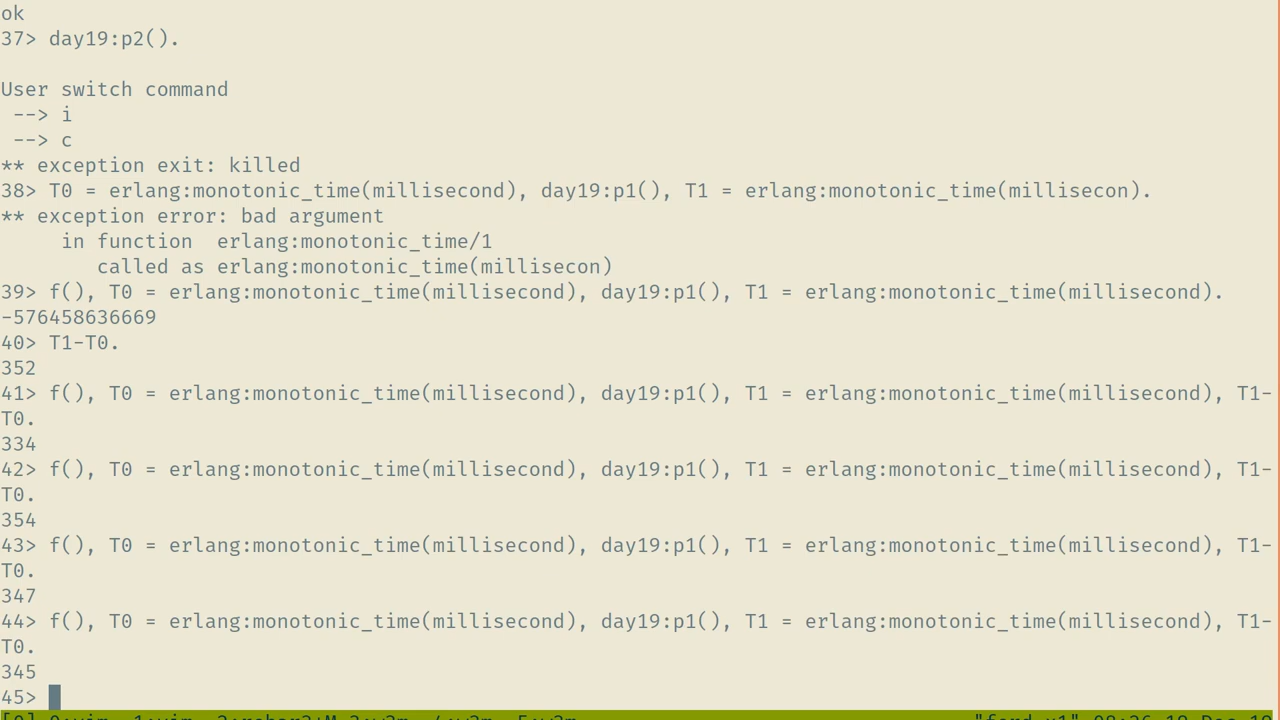 ok
37> day19:p2().
User switch command
--> i
--> c
** exception exit: killed
38> T0 = erlang:monotonic_time(millisecond), day19:p1(), T1 = erlang:monotonic_time(millisecon).
** exception error: bad argument
in function  erlang:monotonic_time/1
called as erlang:monotonic_time(millisecon)
39> f(), T0 = erlang:monotonic_time(millisecond), day19:p1(), T1 = erlang:monotonic_time(millisecond).
-576458636669
40> T1-T0.
352
41> f(), T0 = erlang:monotonic_time(millisecond), day19:p1(), T1 = erlang:monotonic_time(millisecond), T1-
T0.
334
42> f(), T0 = erlang:monotonic_time(millisecond), day19:p1(), T1 = erlang:monotonic_time(millisecond), T1-
T0.
354
43> f(), T0 = erlang:monotonic_time(millisecond), day19:p1(), T1 = erlang:monotonic_time(millisecond), T1-
T0.
347
44> f(), T0 = erlang:monotonic_time(millisecond), day19:p1(), T1 = erlang:monotonic_time(millisecond), T1-
T0.
345
45>